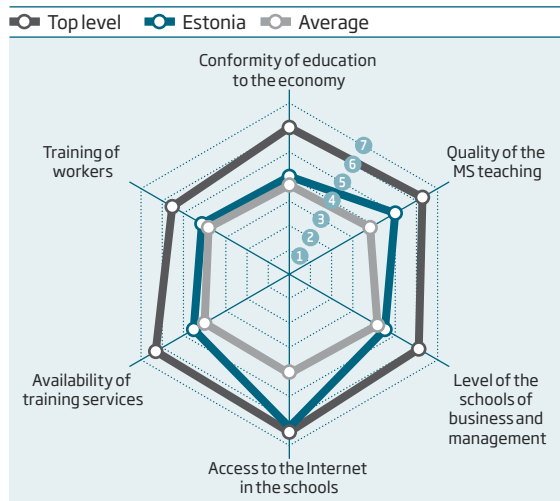 Top level Estonia Average
Conformity of education
to the economy
Training of
workers
Quality of the
MS teaching
7
6
5
4
3
2
1
Availability of
training services
Level of the
schools of
business and
management
Access to the Internet
in the schools